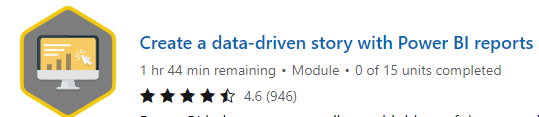 Create a data-driven story with Power BI reports
1 hr 44 min remaining • Module • 0 of 15 units completed
4.6 (946)